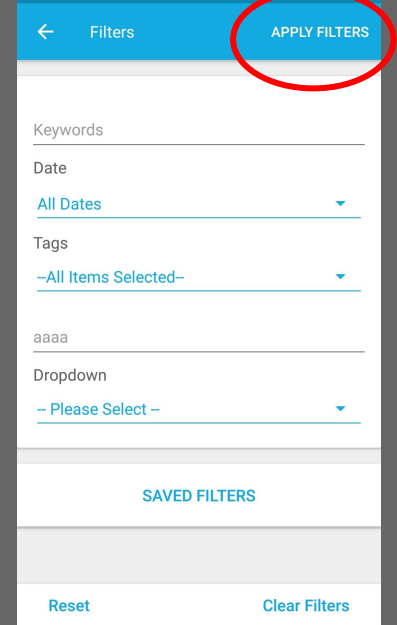 Filters APPLY FILTERS
Keywords
Date
All Dates
Tags
--All Items Selected--
aaaa
Dropdown
-- Please Select --
SAVED FILTERS
Reset Clear Filters